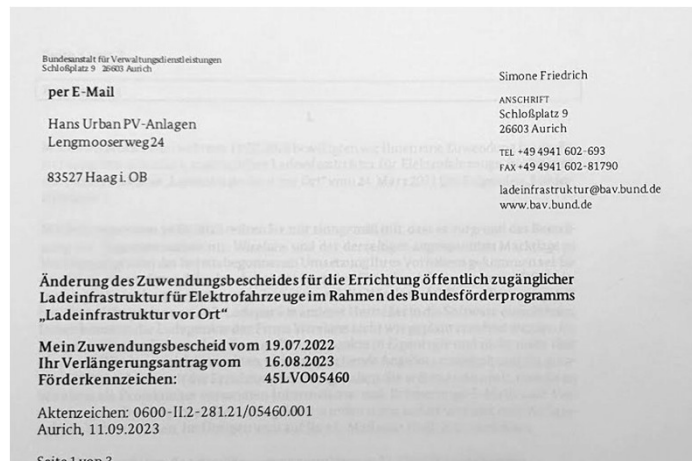 Bundesanstalt für Verwaltungsdienstleistungen
Schloßplatz 9 26603 Aurich
per E-Mail
Hans Urban PV-Anlagen
Lengmooserweg 24
83527 Haag i. OB
Simone Friedrich
ANSCHRIFT
Schloßplatz 9
26603 Aurich
TEL +49 4941 602-693
FAX +49 4941 602-81790
ladeinfrastruktur@bav.bund.de
www.bav.bund.de
Änderung des Zuwendungsbescheides für die Errichtung öffentlich zugänglicher
Ladeinfrastruktur für Elektrofahrzeuge im Rahmen des Bundesförderprogramms
„Ladeinfrastruktur vor Ort“
Mein Zuwendungsbescheid vom 19.07.2022
Ihr Verlängerungsantrag vom 16.08.2023
Förderkennzeichen: 45LVO05460
Aktenzeichen: 0600-II.2-281.21/05460.001
Aurich, 11.09.2023
Seite 1 von 3